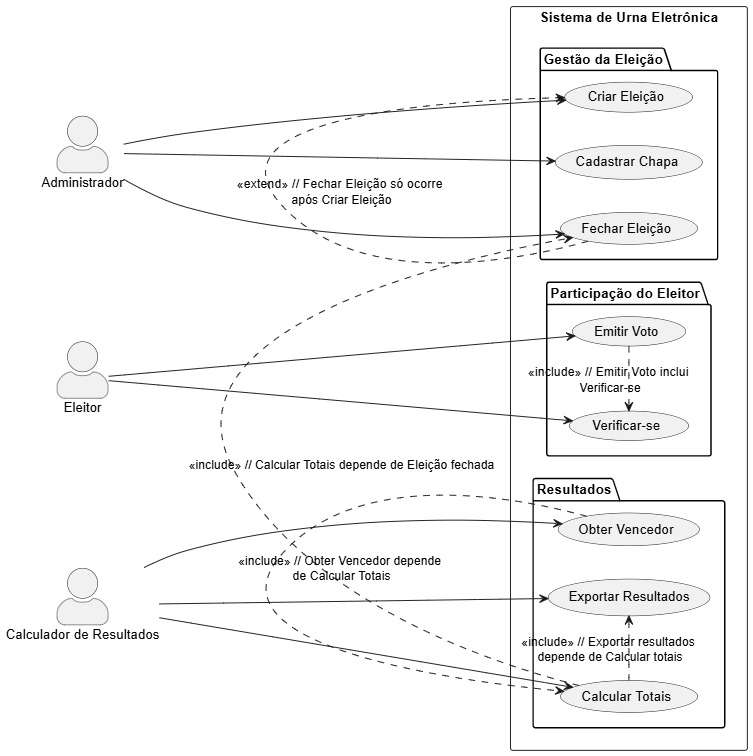 Sistema de Urna Eletrônica
Gestão da Eleição
Criar Eleição
Cadastrar Chapa
Administrador
«extend» // Fechar Eleição só ocorre
após Criar Eleição
Fechar Eleição
Participação do Eleitor
Emitir Voto
«include» // Emitir Voto inclui
Verificar-se
Eleitor
Verificar-se
«include» // Calcular Totais depende de Eleição fechada
Resultados
Obter Vencedor
«include» // Obter Vencedor depende
de Calcular Totais
Exportar Resultados
Calculador de Resultados
«include» // Exportar resultados
depende de Calcular totais
Calcular Totais